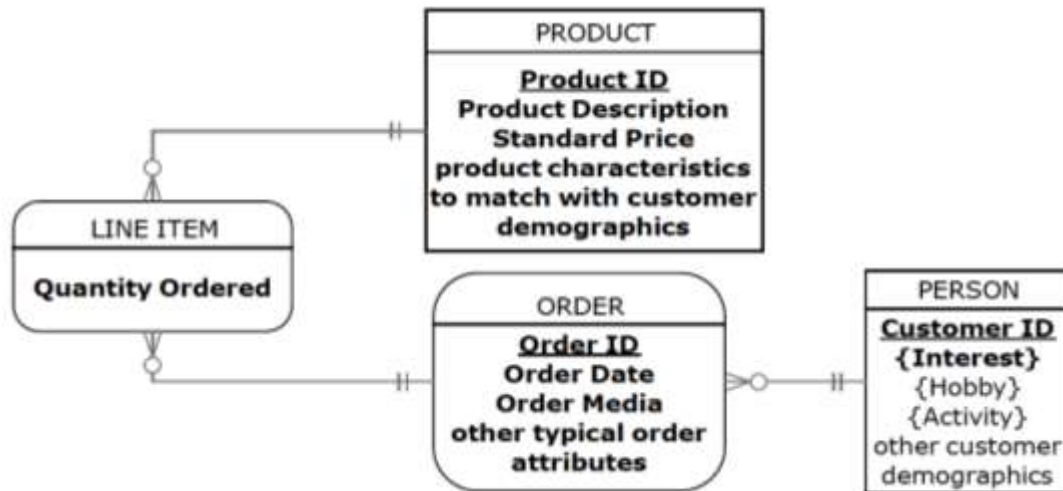 PRODUCT
Product ID
Product Description
Standard Price
product characteristics
to match with customer
demographics
LINE ITEM
Quantity Ordered
ORDER
Order ID
Order Date
Order Media
other typical order
attributes
PERSON
Customer ID
{Interest}
{Hobby}
{Activity}
other customer
demographics